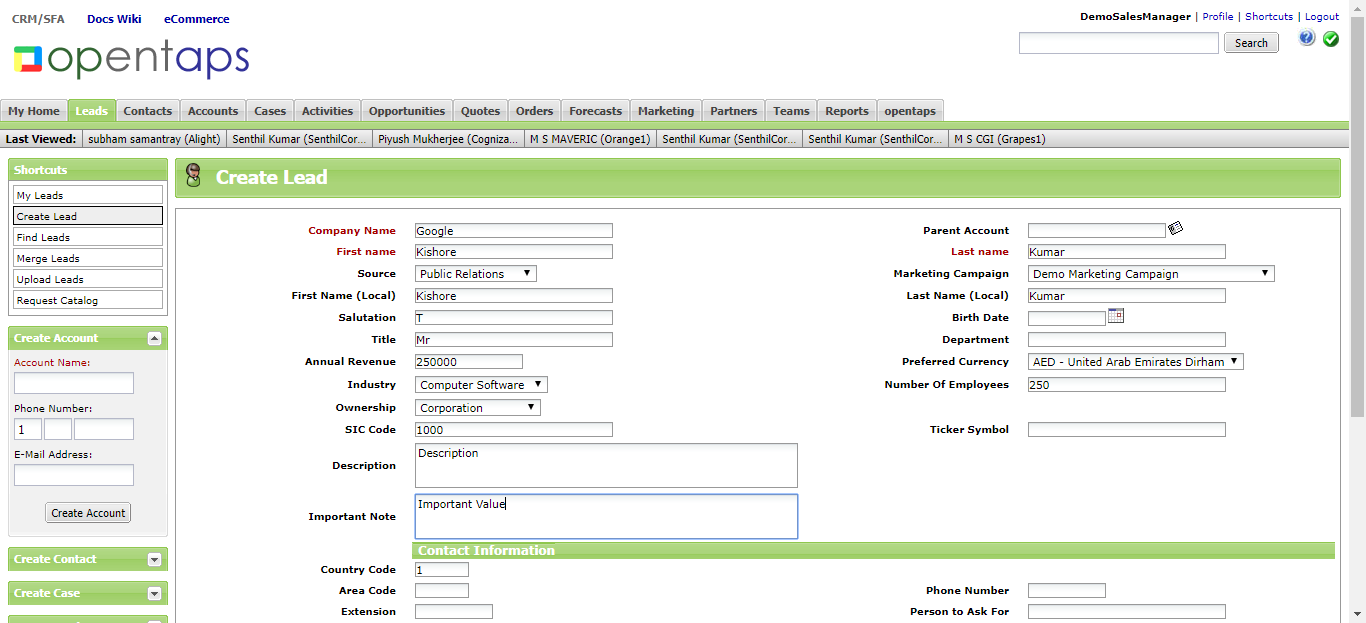 CRM/SFA Docs Wiki eCommerce
DemoSalesManager | Profile | Shortcuts | Logout
opentaps
Search
My Home Leads Contacts Accounts Cases Activities Opportunities Quotes Orders Forecasts Marketing Partners Teams Reports opentaps
Last Viewed: subham samantray (Alight) Senthil Kumar (SenthilCor... Piyush Mukherjee (Cogniza... M S MAVERIC (Orange1) Senthil Kumar (SenthilCor... Senthil Kumar (SenthilCor... M S CGI (Grapes1)
Shortcuts
My Leads
Create Lead
Find Leads
Merge Leads
Upload Leads
Request Catalog
Create Account
Account Name:
Phone Number:
1
E-Mail Address:
Create Account
Create Contact
Create Case
Create Lead
Company Name Google Parent Account
First name Kishore Last name Kumar
Source Public Relations Marketing Campaign Demo Marketing Campaign
First Name (Local) Kishore Last Name (Local) Kumar
Salutation T Birth Date
Title Mr Department
Annual Revenue 250000 Preferred Currency AED - United Arab Emirates Dirham
Industry Computer Software Number Of Employees 250
Ownership Corporation
SIC Code 1000 Ticker Symbol
Description Description
Important Note Important Value
Contact Information
Country Code 1
Area Code Phone Number
Extension Person to Ask For